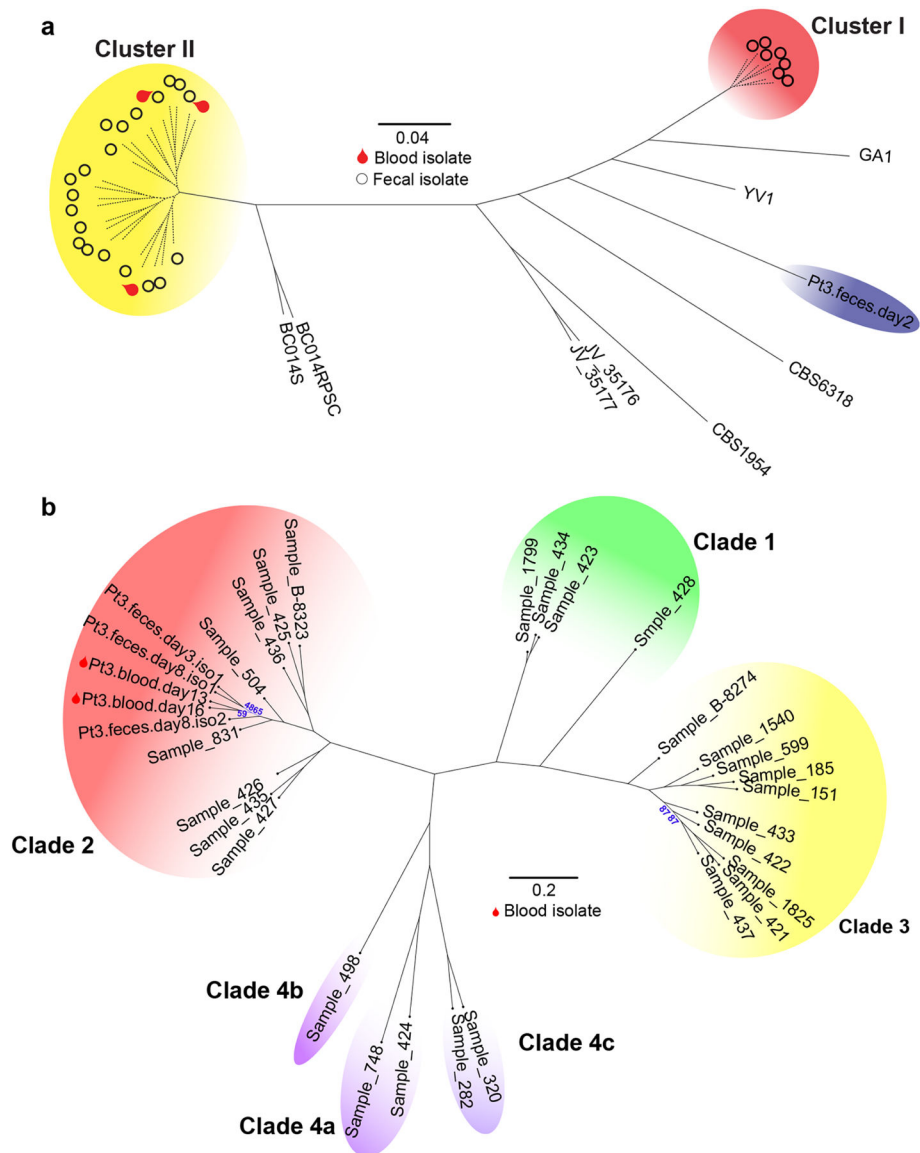 a
Cluster II
Cluster I
0.04
Blood isolate
Fecal isolate
GA1
YV1
Pt3.feces.day2
BC014RPSC
BC014S
JV_35176
JV_35177
CBS6318
CBS1954
b
Clade 1
Sample_1799
Sample_434
Sample_423
Smple_428
Sample_B-8323
Sample_425
Sample_436
Sample_504
Pt3.feces.day3.iso1
Pt3.feces.day8.iso1
Pt3.blood.day13
Pt3.blood.day16
Pt3.feces.day8.iso2
Sample_831
4865
59
Sample_426
Sample_435
Sample_427
Clade 2
Sample_B-8274
Sample_1540
Sample_599
Sample_185
Sample_151
Sample_433
Sample_422
Sample_1825
Sample_421
Sample_437
87 87
Clade 3
0.2
Blood isolate
Clade 4b
Sample_498
Sample_748
Sample_424
Clade 4a
Sample_320
Sample_282
Clade 4c